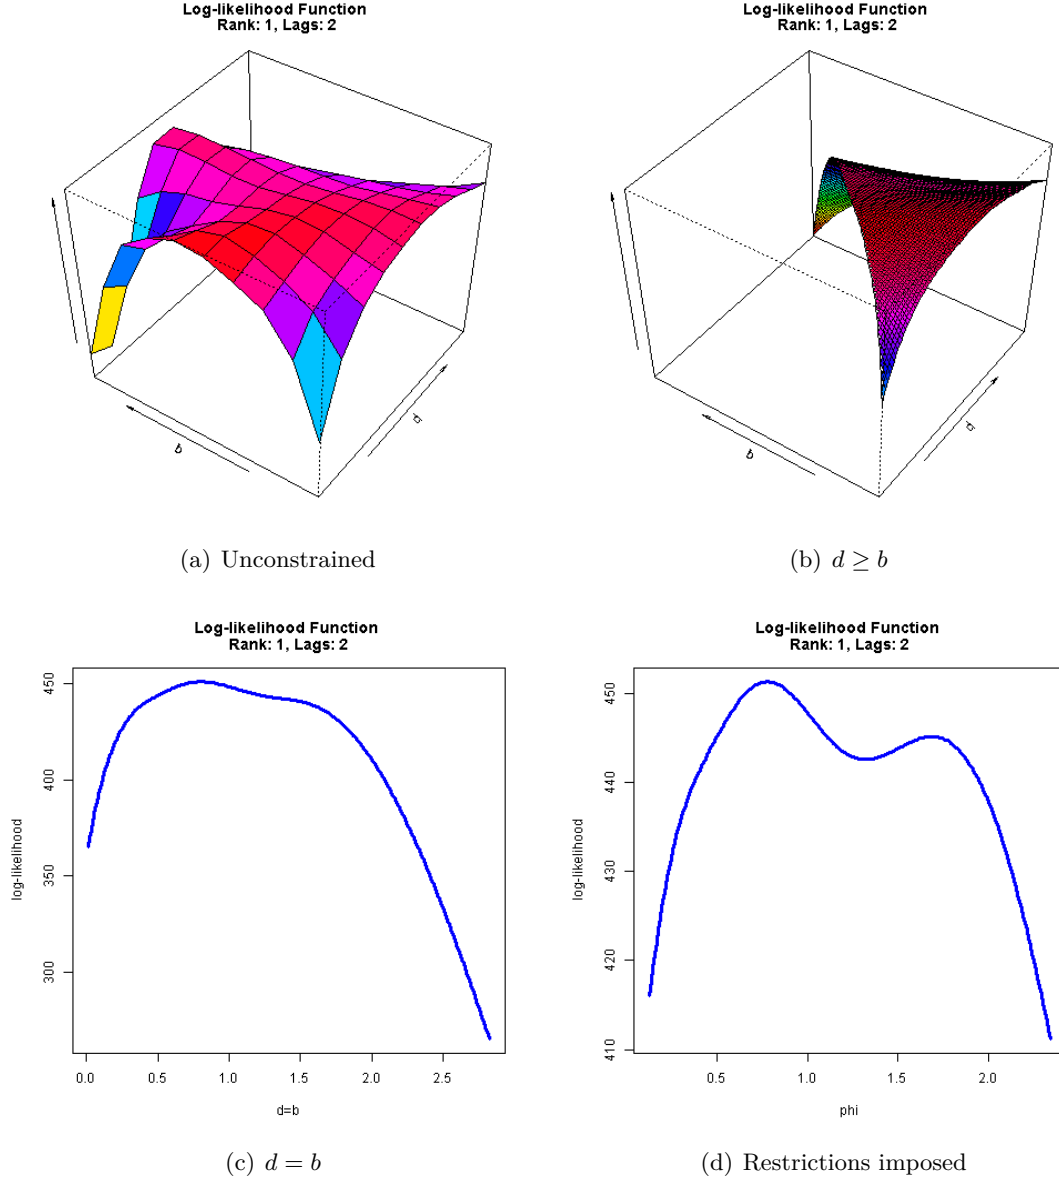 Log-likelihood Function
Rank: 1, Lags: 2
b
d
(a) Unconstrained
Log-likelihood Function
Rank: 1, Lags: 2
b
d
(b) d ≥ b
Log-likelihood Function
Rank: 1, Lags: 2
log-likelihood
450
400
350
300
0.0 0.5 1.0 1.5 2.0 2.5
d=b
(c) d = b
Log-likelihood Function
Rank: 1, Lags: 2
log-likelihood
450
440
430
420
410
0.5 1.0 1.5 2.0
phi
(d) Restrictions imposed